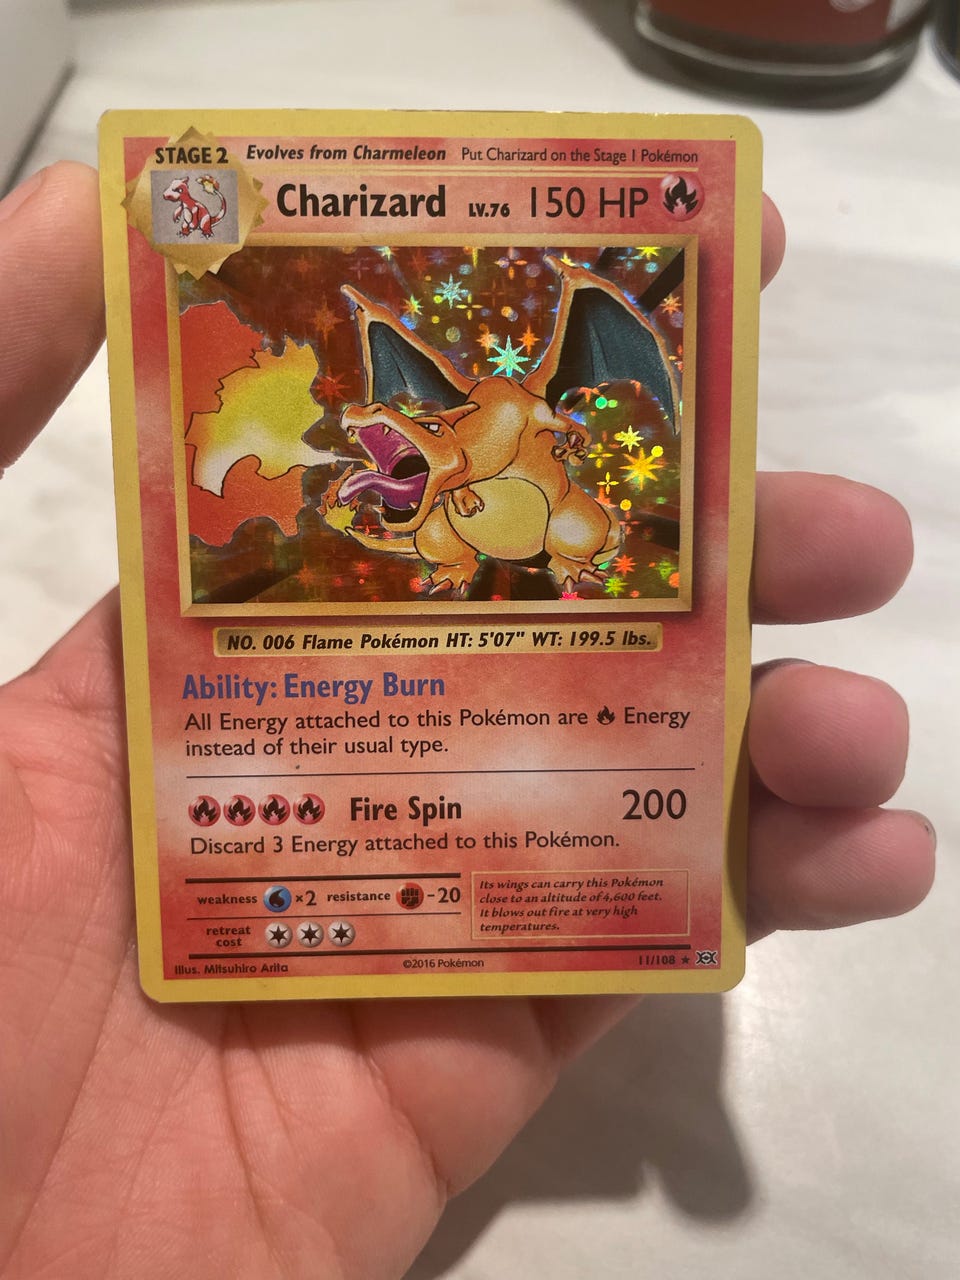 STAGE 2 Evolves from Charmeleon Put Charizard on the Stage 1 Pokémon
Charizard LV.76 150 HP
NO. 006 Flame Pokémon HT: 5'07" WT: 199.5 lbs.
Ability: Energy Burn
All Energy attached to this Pokémon are Energy
instead of their usual type.
Fire Spin 200
Discard 3 Energy attached to this Pokémon.
weakness ×2 resistance -20
retreat
cost
Its wings can carry this Pokémon
close to an altitude of 4,600 feet.
It blows out fire at very high
temperatures.
Illus. Mitsuhiro Arita ©2016 Pokémon 11/108 ★